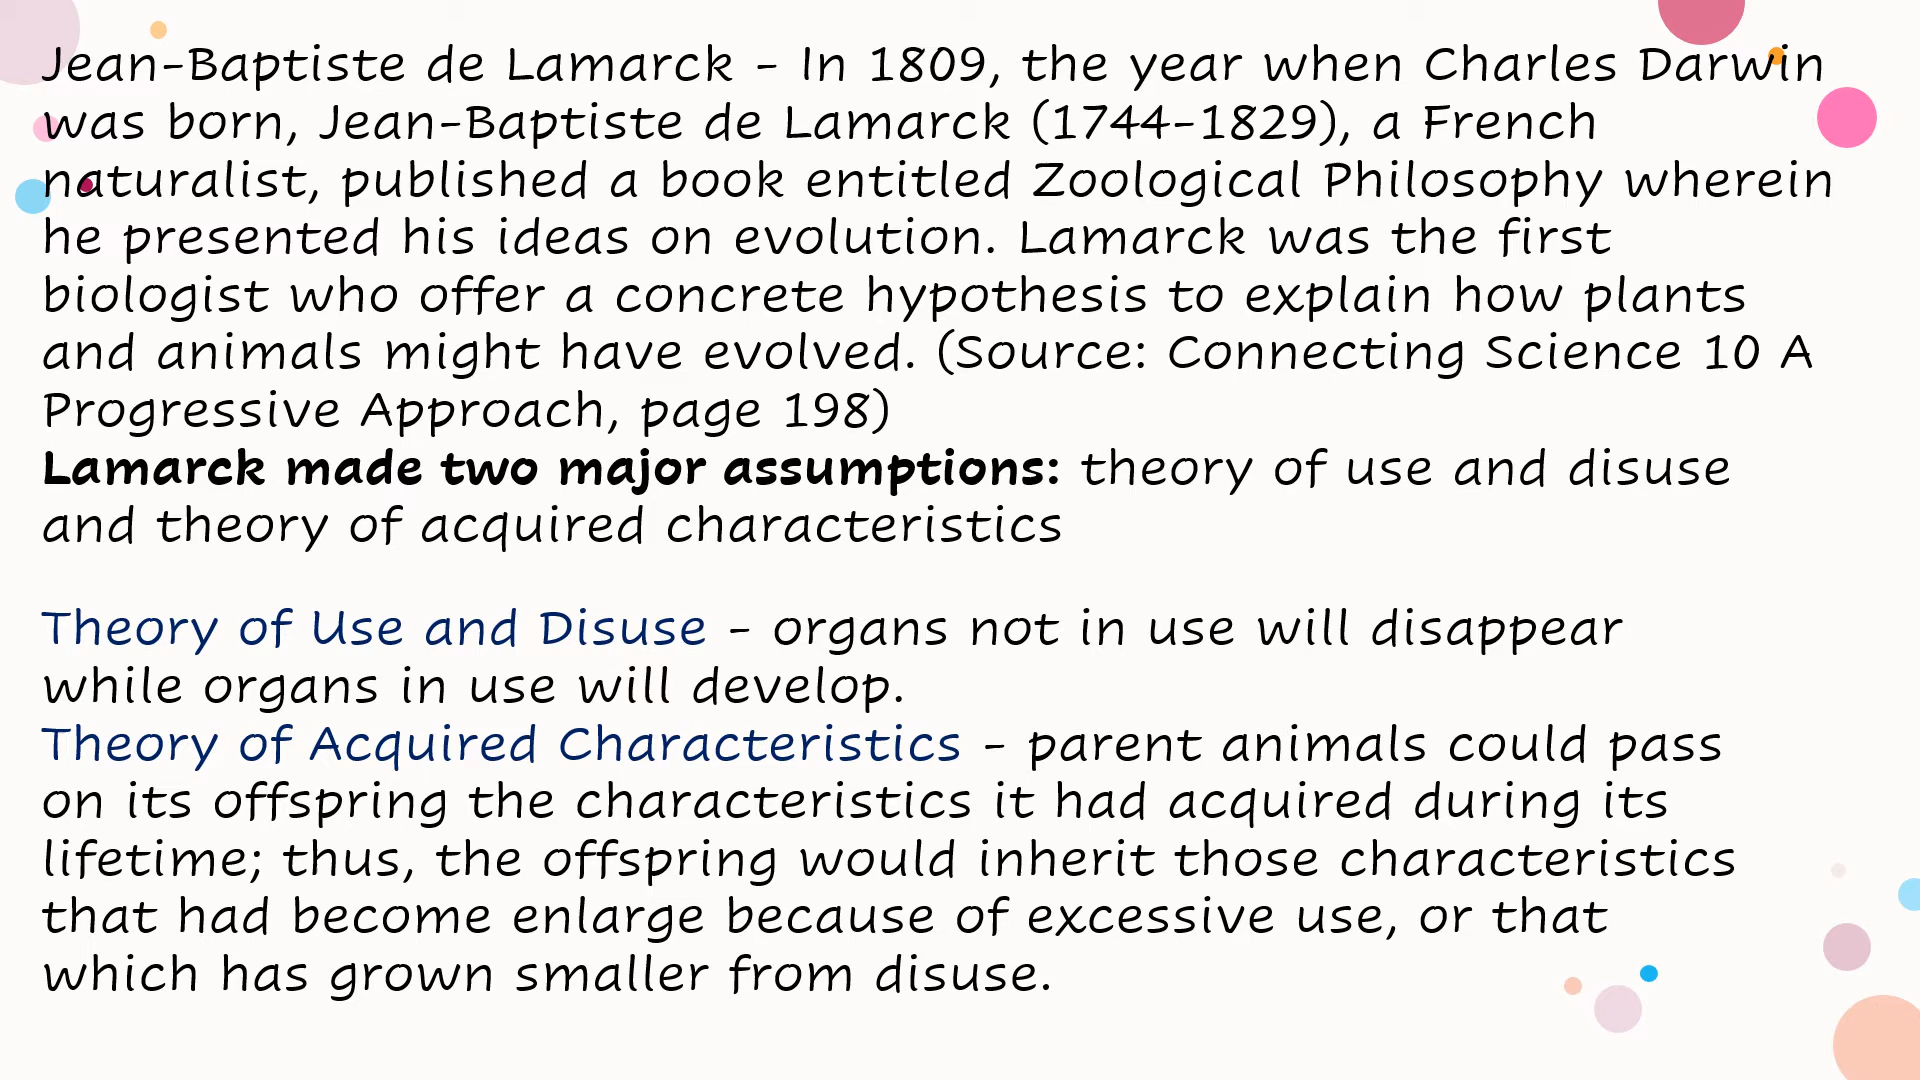 Jean-Baptiste de Lamarck - In 1809, the year when Charles Darwin
was born, Jean-Baptiste de Lamarck (1744-1829), a French
naturalist, published a book entitled Zoological Philosophy wherein
he presented his ideas on evolution. Lamarck was the first
biologist who offer a concrete hypothesis to explain how plants
and animals might have evolved. (Source: Connecting Science 10 A
Progressive Approach, page 198)
Lamarck made two major assumptions: theory of use and disuse
and theory of acquired characteristics
Theory of Use and Disuse - organs not in use will disappear
while organs in use will develop.
Theory of Acquired Characteristics - parent animals could pass
on its offspring the characteristics it had acquired during its
lifetime; thus, the offspring would inherit those characteristics
that had become enlarge because of excessive use, or that
which has grown smaller from disuse.